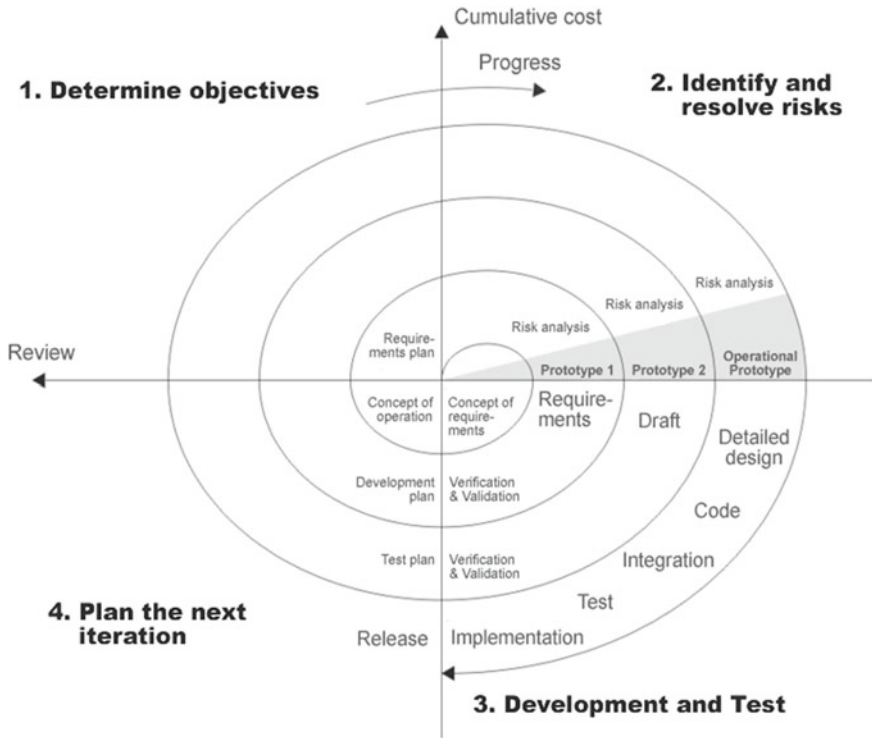 Cumulative cost
Progress
1. Determine objectives
2. Identify and
resolve risks
Risk analysis
Risk analysis
Risk analysis
Require-
ments plan
Review
Prototype 1
Prototype 2
Operational
Prototype
Concept of
operation
Concept of
require-
ments
Require-
ments
Draft
Detailed
design
Development
plan
Verification
& Validation
Code
Test plan
Verification
& Validation
Integration
Test
4. Plan the next
iteration
Release
Implementation
3. Development and Test